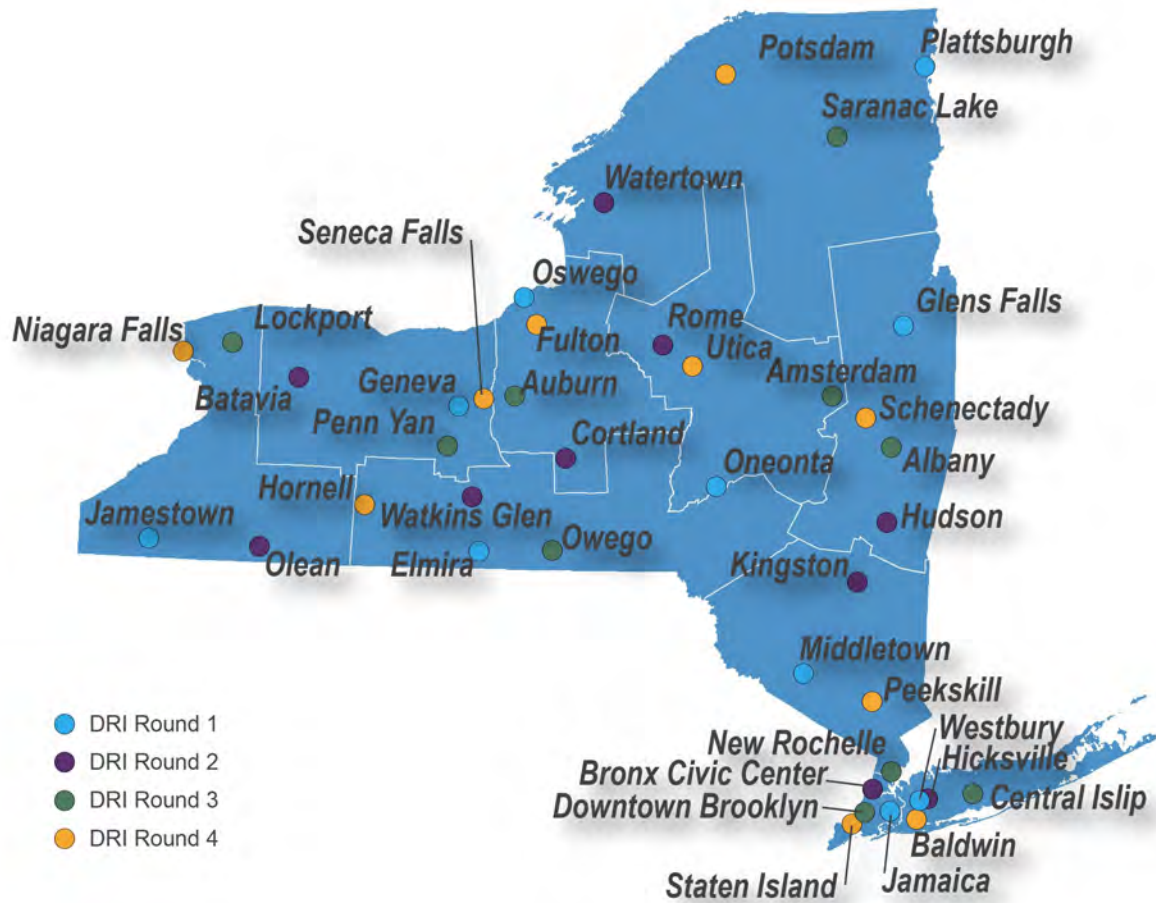 Potsdam
Plattsburgh
Saranac Lake
Watertown
Seneca Falls
Oswego
Glens Falls
Niagara Falls
Lockport
Fulton
Rome
Utica
Batavia
Geneva
Auburn
Amsterdam
Schenectady
Penn Yan
Cortland
Albany
Oneonta
Hornell
Watkins Glen
Jamestown
Hudson
Olean
Elmira
Owego
Kingston
Middletown
Peekskill
Westbury
New Rochelle
Hicksville
Bronx Civic Center
Central Islip
Downtown Brooklyn
Baldwin
Staten Island
Jamaica
DRI Round 1
DRI Round 2
DRI Round 3
DRI Round 4